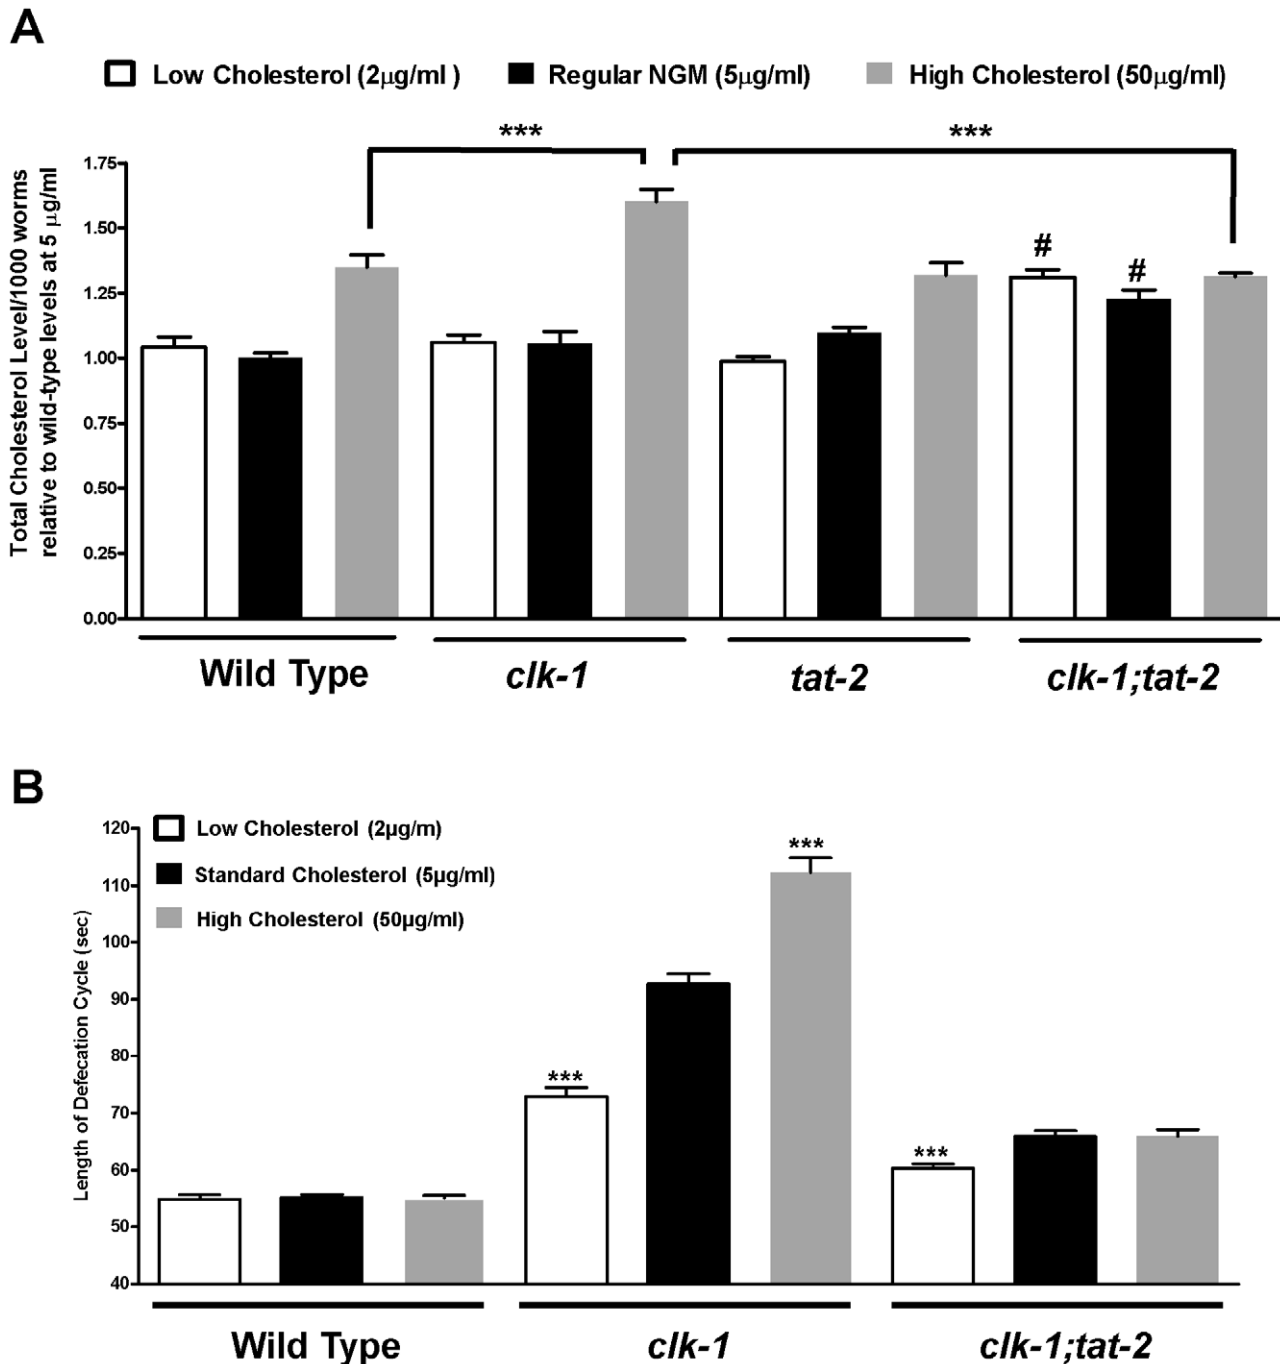 A
Low Cholesterol (2µg/ml )
Regular NGM (5µg/ml)
High Cholesterol (50µg/ml)
***
***
Total Cholesterol Level/1000 worms
relative to wild-type levels at 5 µg/ml
1.75
1.50
1.25
1.00
0.75
0.50
0.25
0.00
#
#
Wild Type
clk-1
tat-2
clk-1;tat-2
B
Low Cholesterol (2µg/m)
Standard Cholesterol (5µg/ml)
High Cholesterol (50µg/ml)
Length of Defecation Cycle (sec)
120
110
100
90
80
70
60
50
40
***
***
***
Wild Type
clk-1
clk-1;tat-2